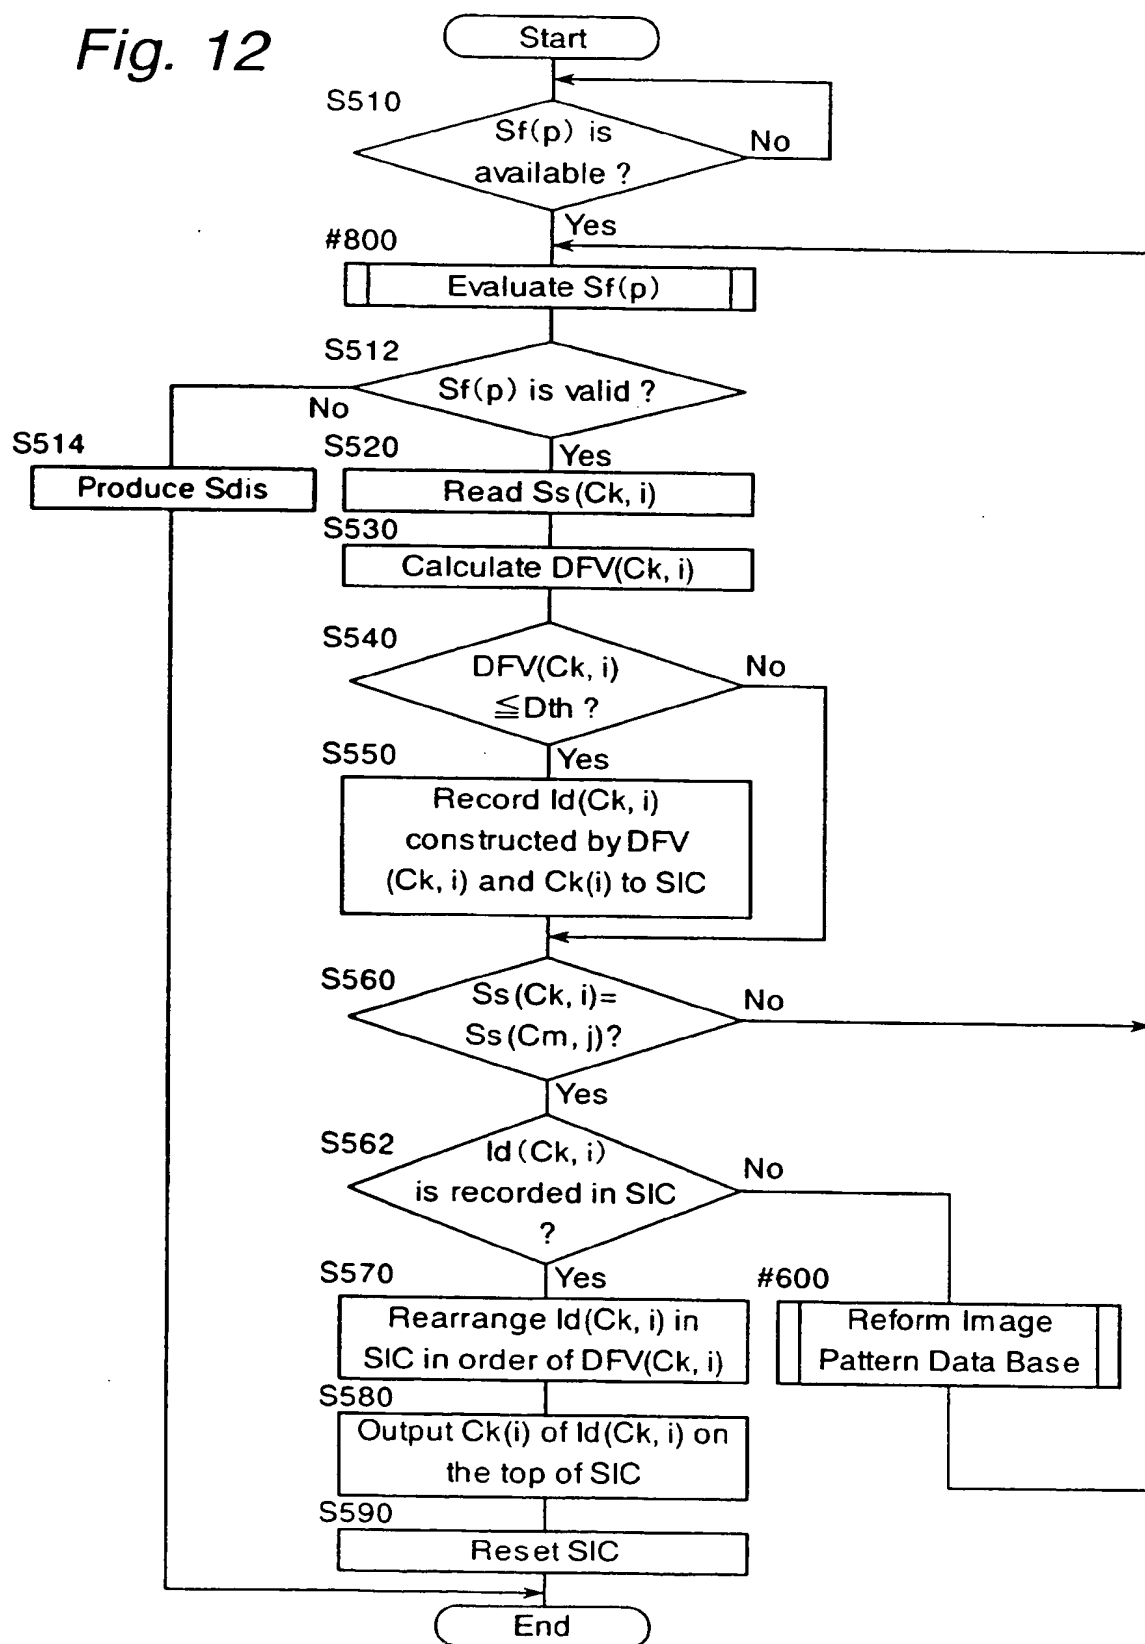 Fig. 12
Start
S510
Sf(p) is
available ?
No
Yes
#800
Evaluate Sf(p)
S512
Sf(p) is valid ?
No
Yes
S514
Produce Sdis
S520
Read Ss(Ck, i)
S530
Calculate DFV(Ck, i)
S540
DFV(Ck, i)
≦Dth ?
No
Yes
S550
Record Id(Ck, i)
constructed by DFV
(Ck, i) and Ck(i) to SIC
S560
Ss(Ck, i)=
Ss(Cm, j)?
No
Yes
S562
Id(Ck, i)
is recorded in SIC
?
No
Yes
S570
Rearrange Id(Ck, i) in
SIC in order of DFV(Ck, i)
#600
Reform Image
Pattern Data Base
S580
Output Ck(i) of Id(Ck, i) on
the top of SIC
S590
Reset SIC
End